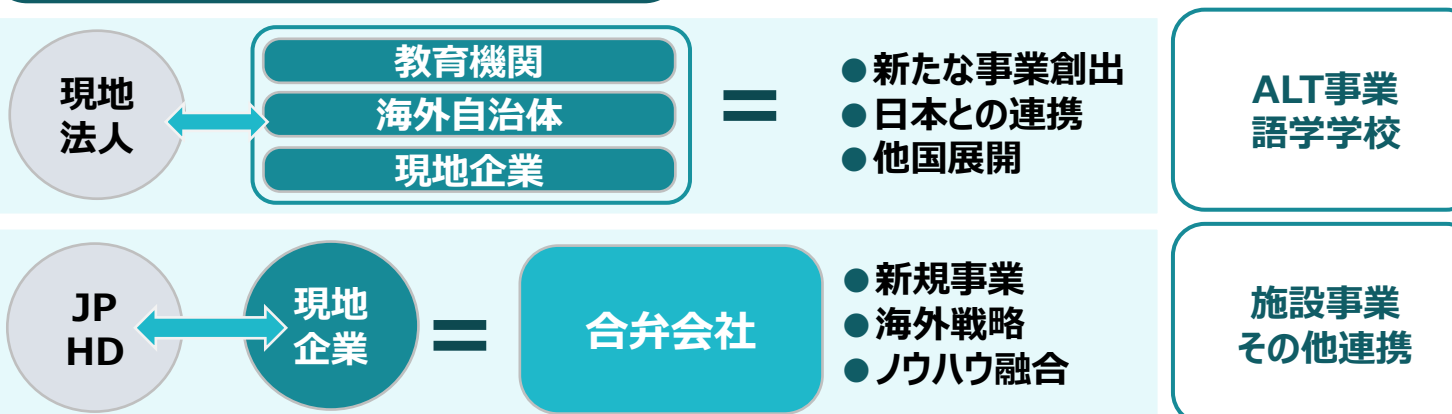 現地
法人
教育機関
海外自治体
現地企業
=
●新たな事業創出
●日本との連携
●他国展開
ALT事業
語学学校
JP
HD
現地
企業
=
合弁会社
●新規事業
●海外戦略
●ノウハウ融合
施設事業
その他連携